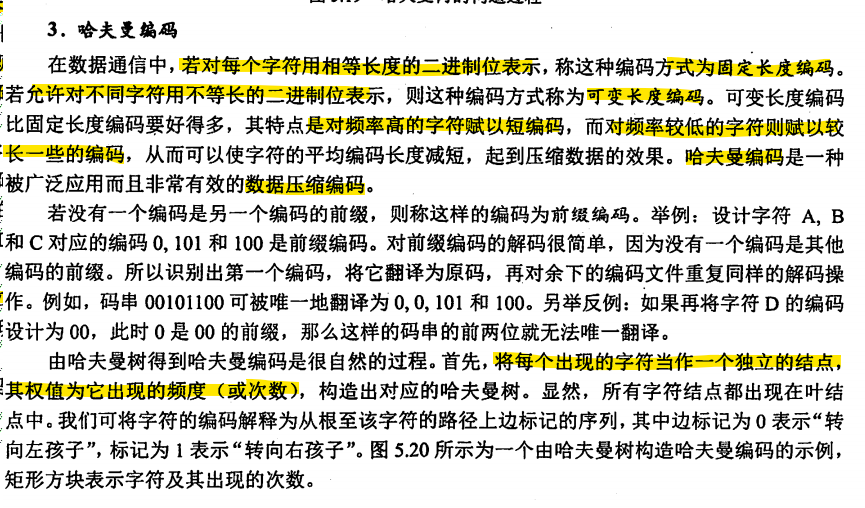 3．哈夫曼编码
在数据通信中，若对每个字符用相等长度的二进制位表示，称这种编码方式为固定长度编码。
若允许对不同字符用不等长的二进制位表示，则这种编码方式称为可变长度编码。可变长度编码
比固定长度编码要好得多，其特点是对频率高的字符赋以短编码，而对频率较低的字符则赋以较
长一些的编码，从而可以使字符的平均编码长度减短，起到压缩数据的效果。哈夫曼编码是一种
被广泛应用而且非常有效的数据压缩编码。
若没有一个编码是另一个编码的前缀，则称这样的编码为前缀编码。举例：设计字符 A, B
和 C 对应的编码 0, 101 和 100 是前缀编码。对前缀编码的解码很简单，因为没有一个编码是其他
编码的前缀。所以识别出第一个编码，将它翻译为原码，再对余下的编码文件重复同样的解码操
作。例如，码串 00101100 可被唯一地翻译为 0, 0, 101 和 100。另举反例：如果再将字符 D 的编码
设计为 00，此时 0 是 00 的前缀，那么这样的码串的前两位就无法唯一翻译。
由哈夫曼树得到哈夫曼编码是很自然的过程。首先，将每个出现的字符当作一个独立的结点，
其权值为它出现的频度（或次数），构造出对应的哈夫曼树。显然，所有字符结点都出现在叶结
点中。我们可将字符的编码解释为从根至该字符的路径上边标记的序列，其中边标记为 0 表示“转
向左孩子”，标记为 1 表示“转向右孩子”。图 5.20 所示为一个由哈夫曼树构造哈夫曼编码的示例，
矩形方块表示字符及其出现的次数。